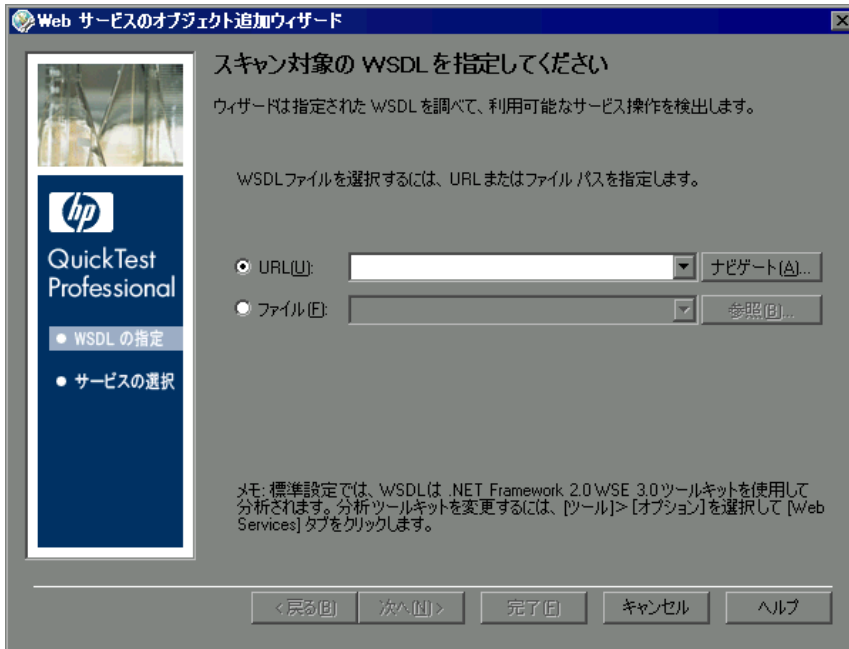 Web サービスのオブジェクト追加ウィザード
スキャン対象の WSDL を指定してください
ウィザードは指定された WSDL を調べて、利用可能なサービス操作を検出します。
WSDL ファイルを選択するには、URL またはファイル パスを指定します。
hp
QuickTest
Professional
WSDL の指定
サービスの選択
URL(U):
ナビゲート(A)...
ファイル(F):
参照(B)...
メモ: 標準設定では、WSDLは .NET Framework 2.0 WSE 3.0 ツールキットを使用して
分析されます。分析ツールキットを変更するには、[ツール] > [オプション] を選択して [Web
Services] タブをクリックします。
< 戻る(B)
次へ(N) >
完了(F)
キャンセル
ヘルプ